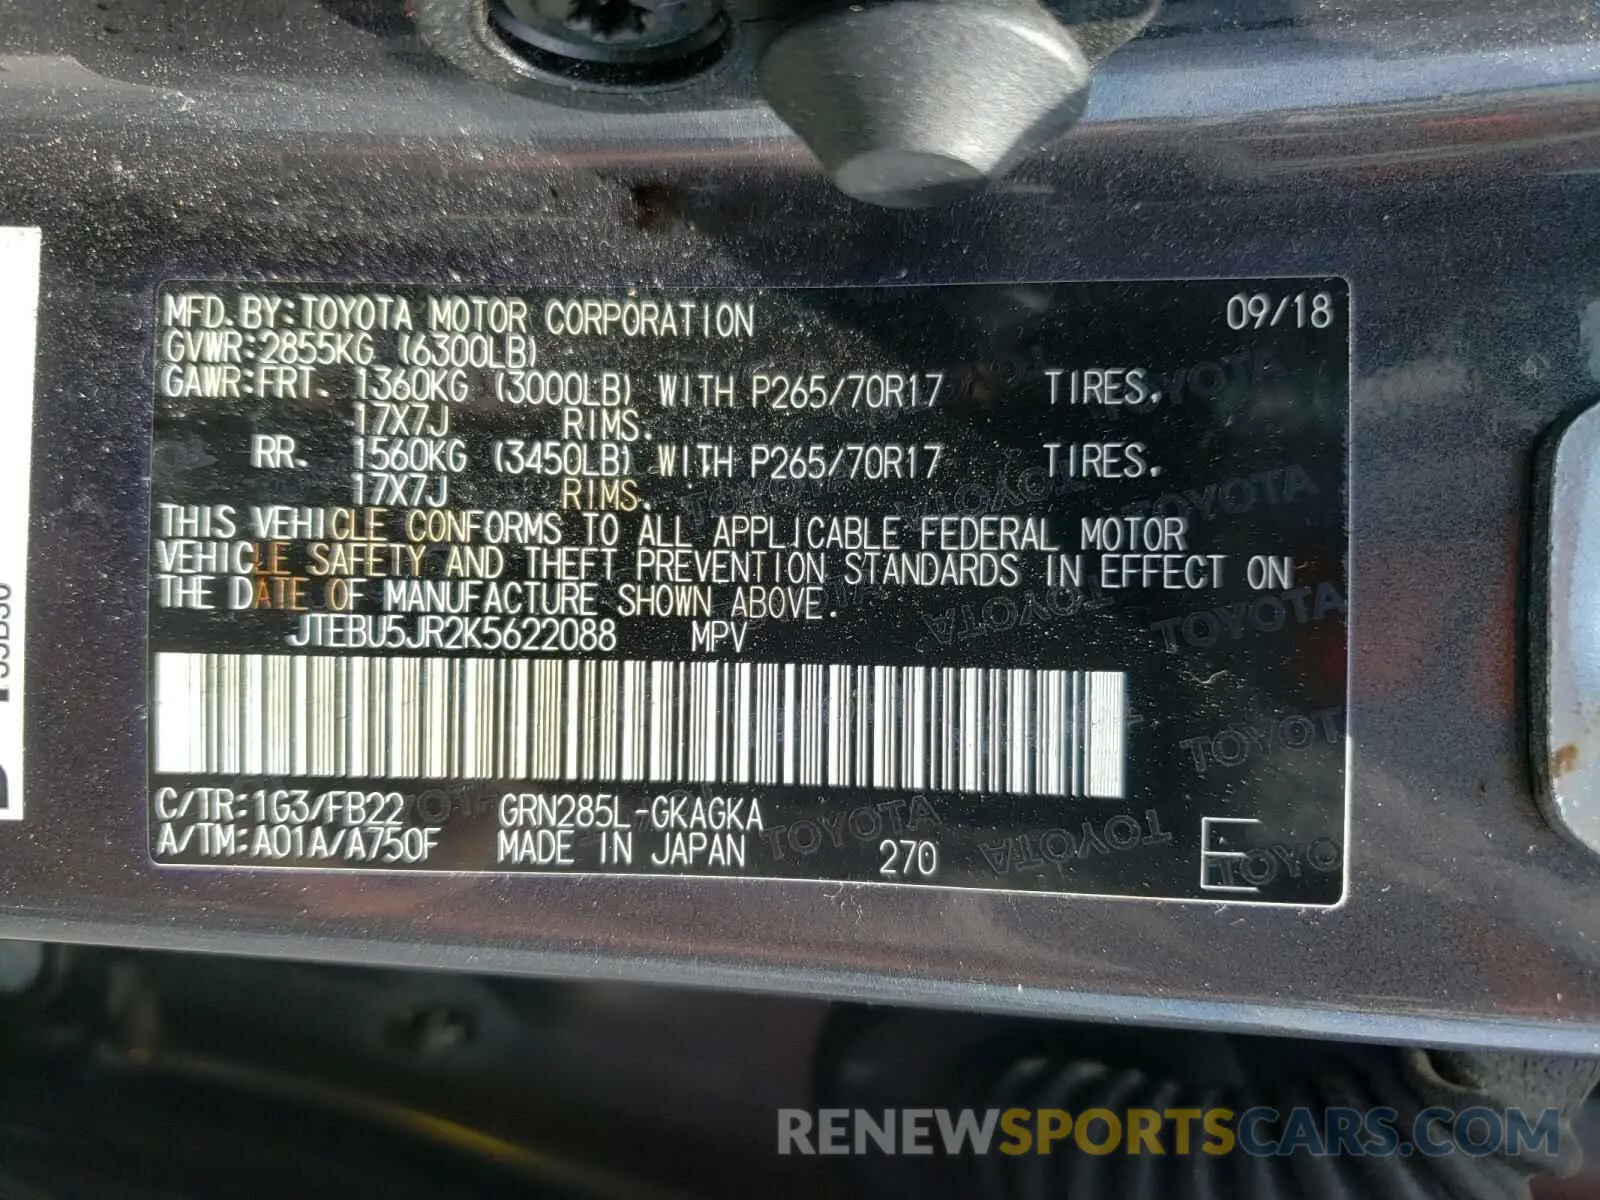 MFD. BY: TOYOTA MOTOR CORPORATION 09/18
GVWR: 2855KG (6300LB)
GAWR: FRT. 1360KG (3000LB) WITH P265/70R17 TIRES.
17X7J RIMS.
RR. 1560KG (3450LB) WITH P265/70R17 TIRES.
17X7J RIMS.
THIS VEHICLE CONFORMS TO ALL APPLICABLE FEDERAL MOTOR
VEHICLE SAFETY AND THEFT PREVENTION STANDARDS IN EFFECT ON
THE DATE OF MANUFACTURE SHOWN ABOVE.
JTEBU5JR2K5622088 MPV
C/TR: 1G3/FB22 GRN285L-GKAGKA
A/TM: A01A/A750F MADE IN JAPAN 270 E
RENEWSPORTSCARS.COM